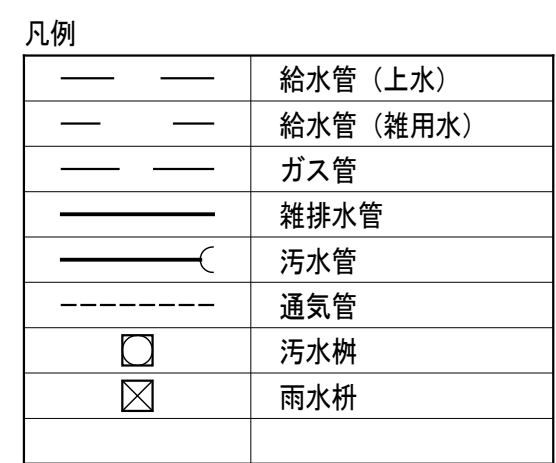 凡例
給水管（上水）
給水管（雑用水）
ガス管
雑排水管
汚水管
通気管
汚水桝
雨水枡